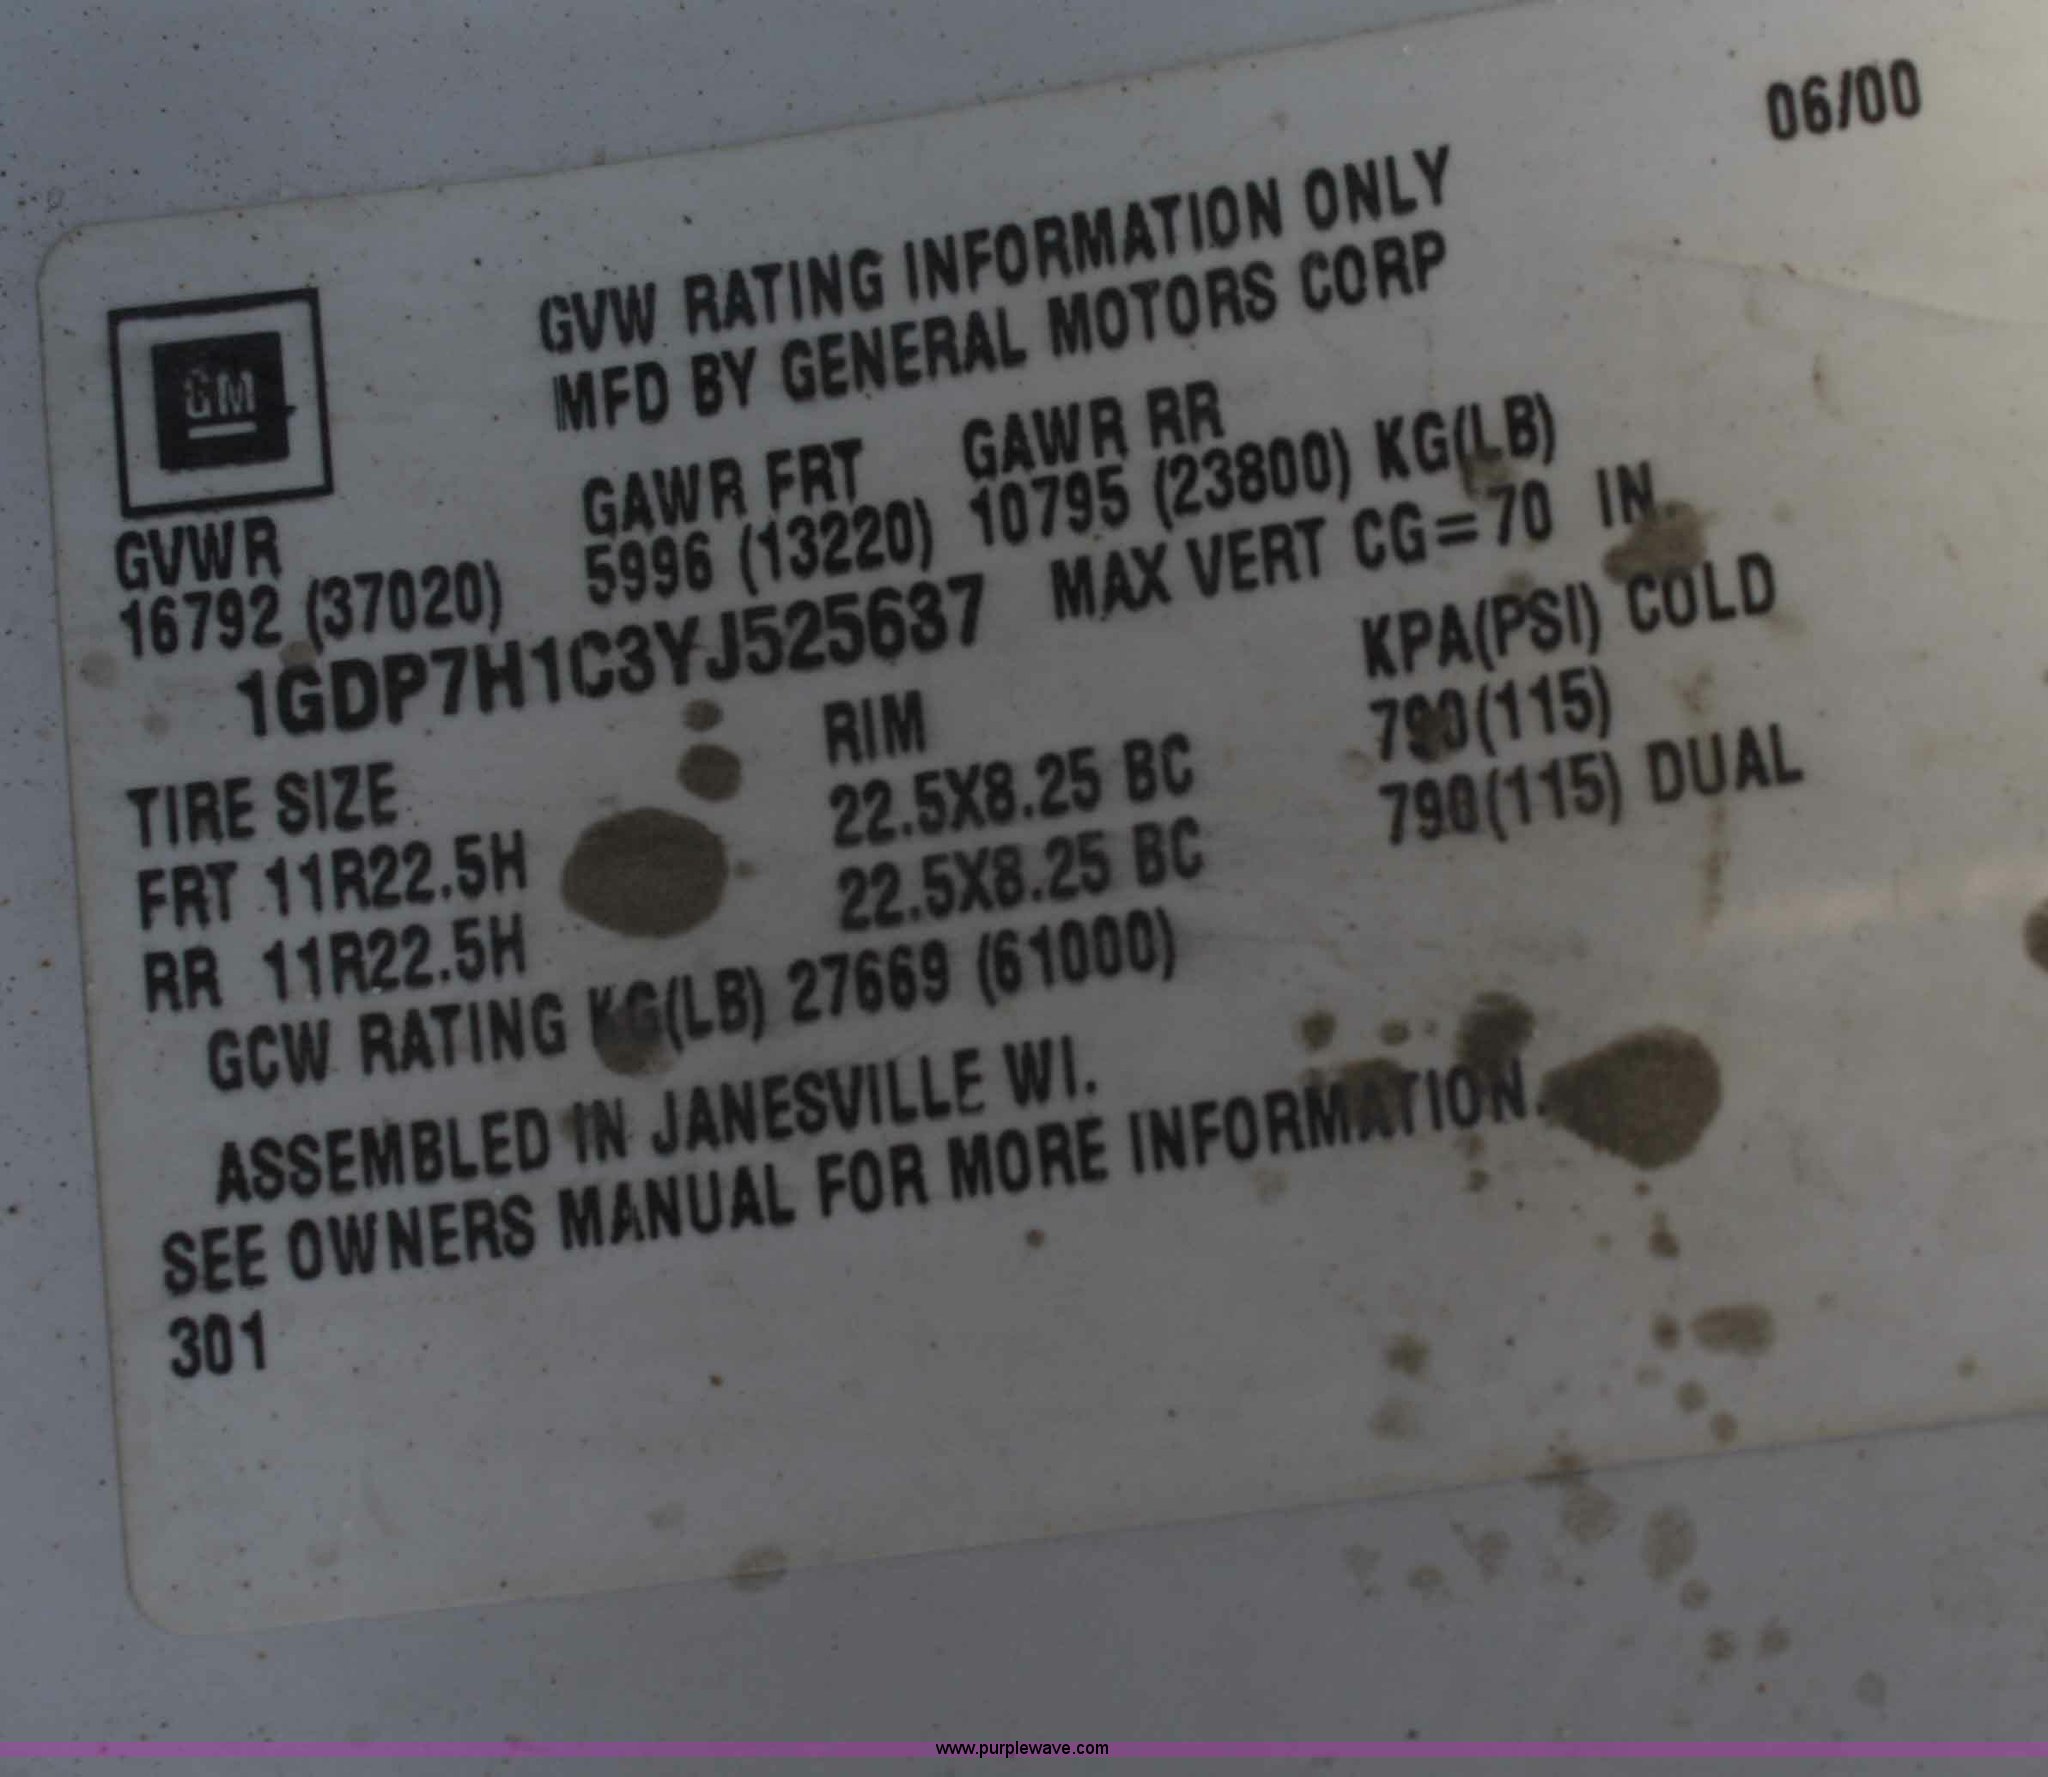 06/00
GVW RATING INFORMATION ONLY
MFD BY GENERAL MOTORS CORP
GM
GVWR GAWR FRT GAWR RR
16792 (37020) 5996 (13220) 10795 (23800) KG(LB)
1GDP7H1C3YJ525637 MAX VERT CG=70 IN.
TIRE SIZE RIM KPA(PSI) COLD
FRT 11R22.5H 22.5X8.25 BC 790(115)
RR 11R22.5H 22.5X8.25 BC 790(115) DUAL
GCW RATING KG(LB) 27669 (61000)
ASSEMBLED IN JANESVILLE WI.
SEE OWNERS MANUAL FOR MORE INFORMATION.
301
www.purplewave.com